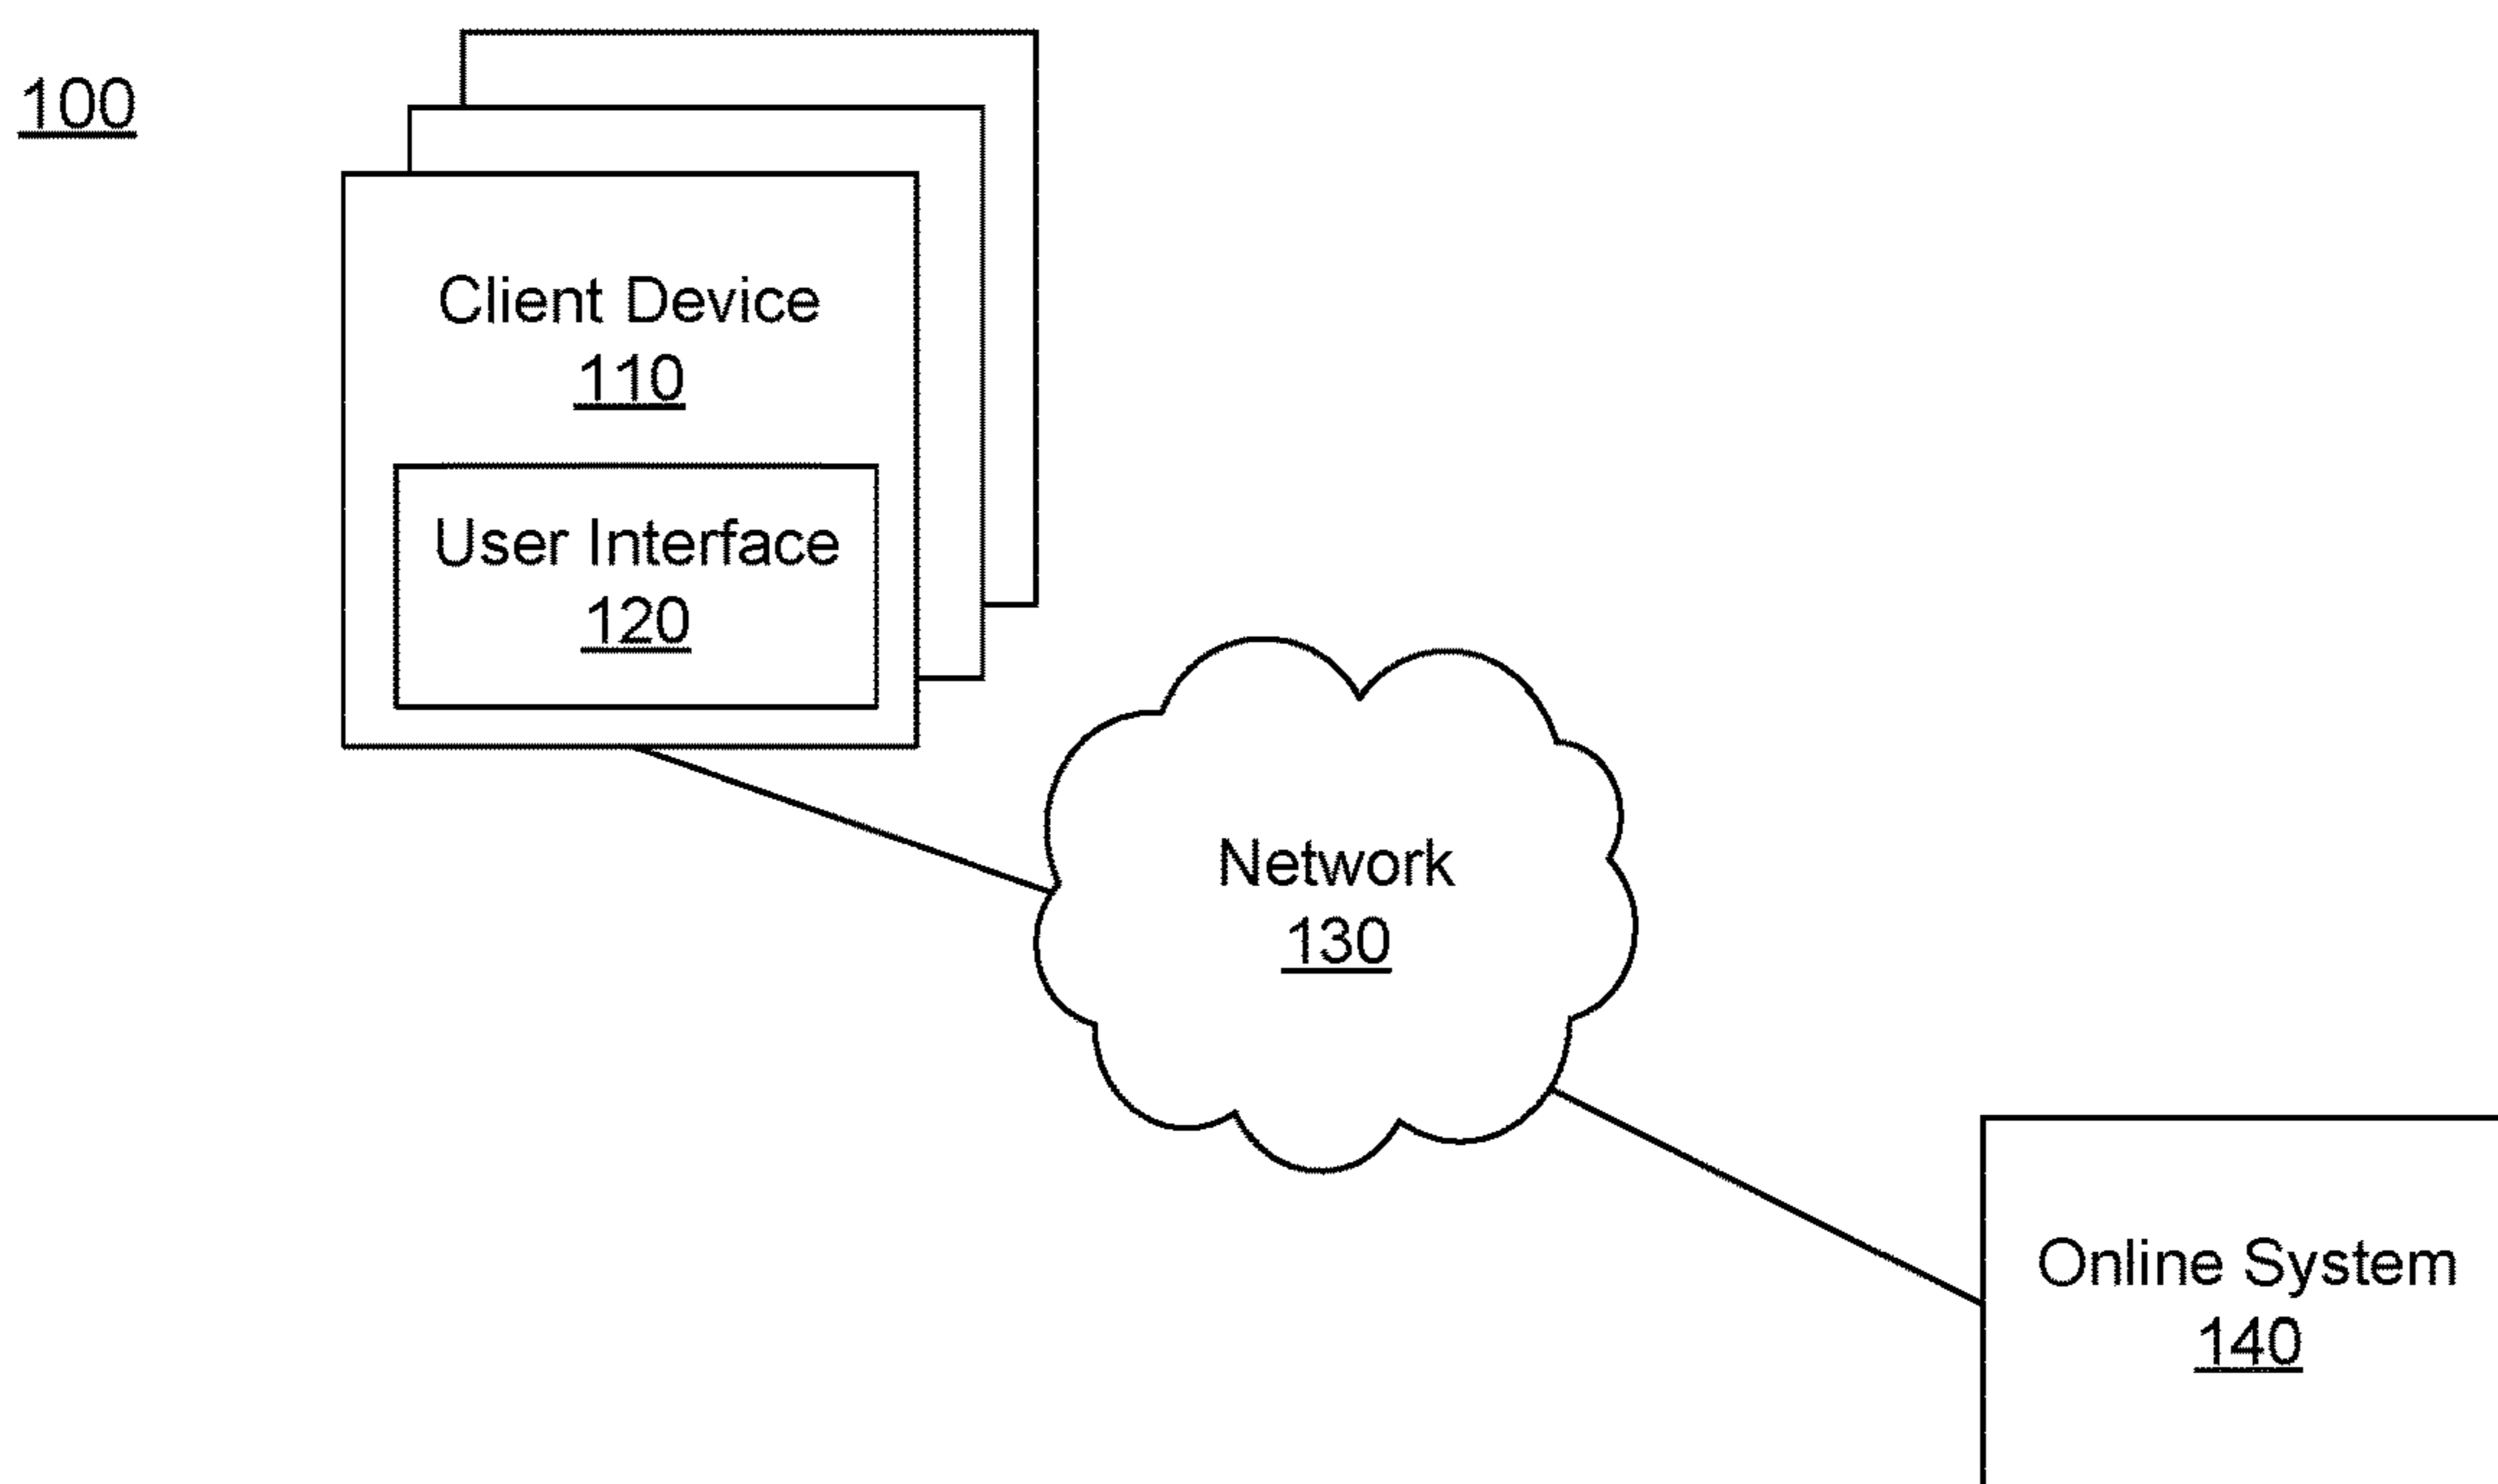 100
Client Device
110
User Interface
120
Network
130
Online System
140